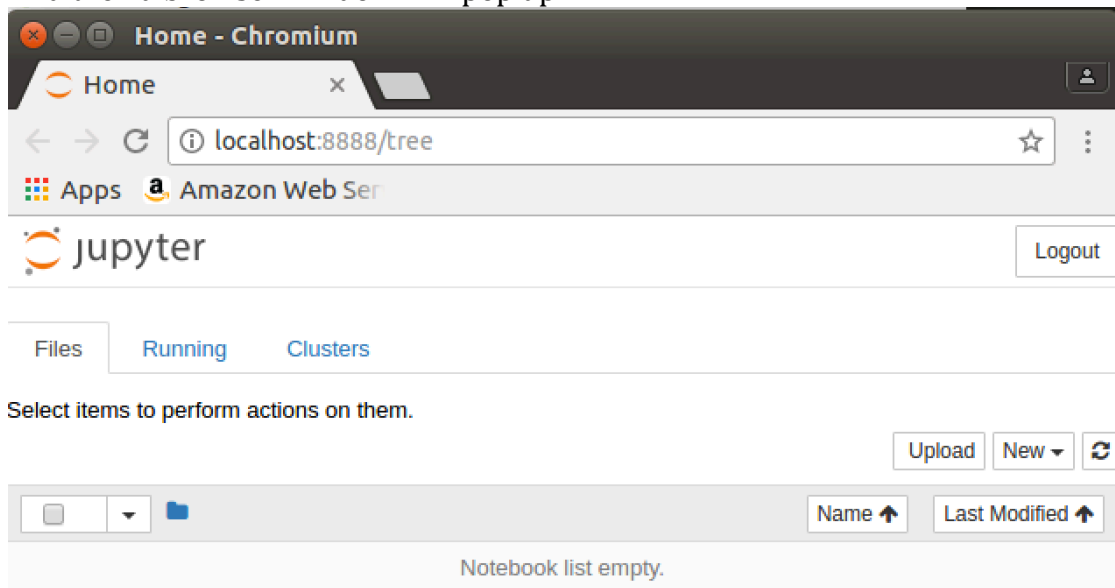 Home - Chromium
Home
localhost:8888/tree
Apps Amazon Web Ser
jupyter
Logout
Files Running Clusters
Select items to perform actions on them.
Upload New
Name Last Modified
Notebook list empty.